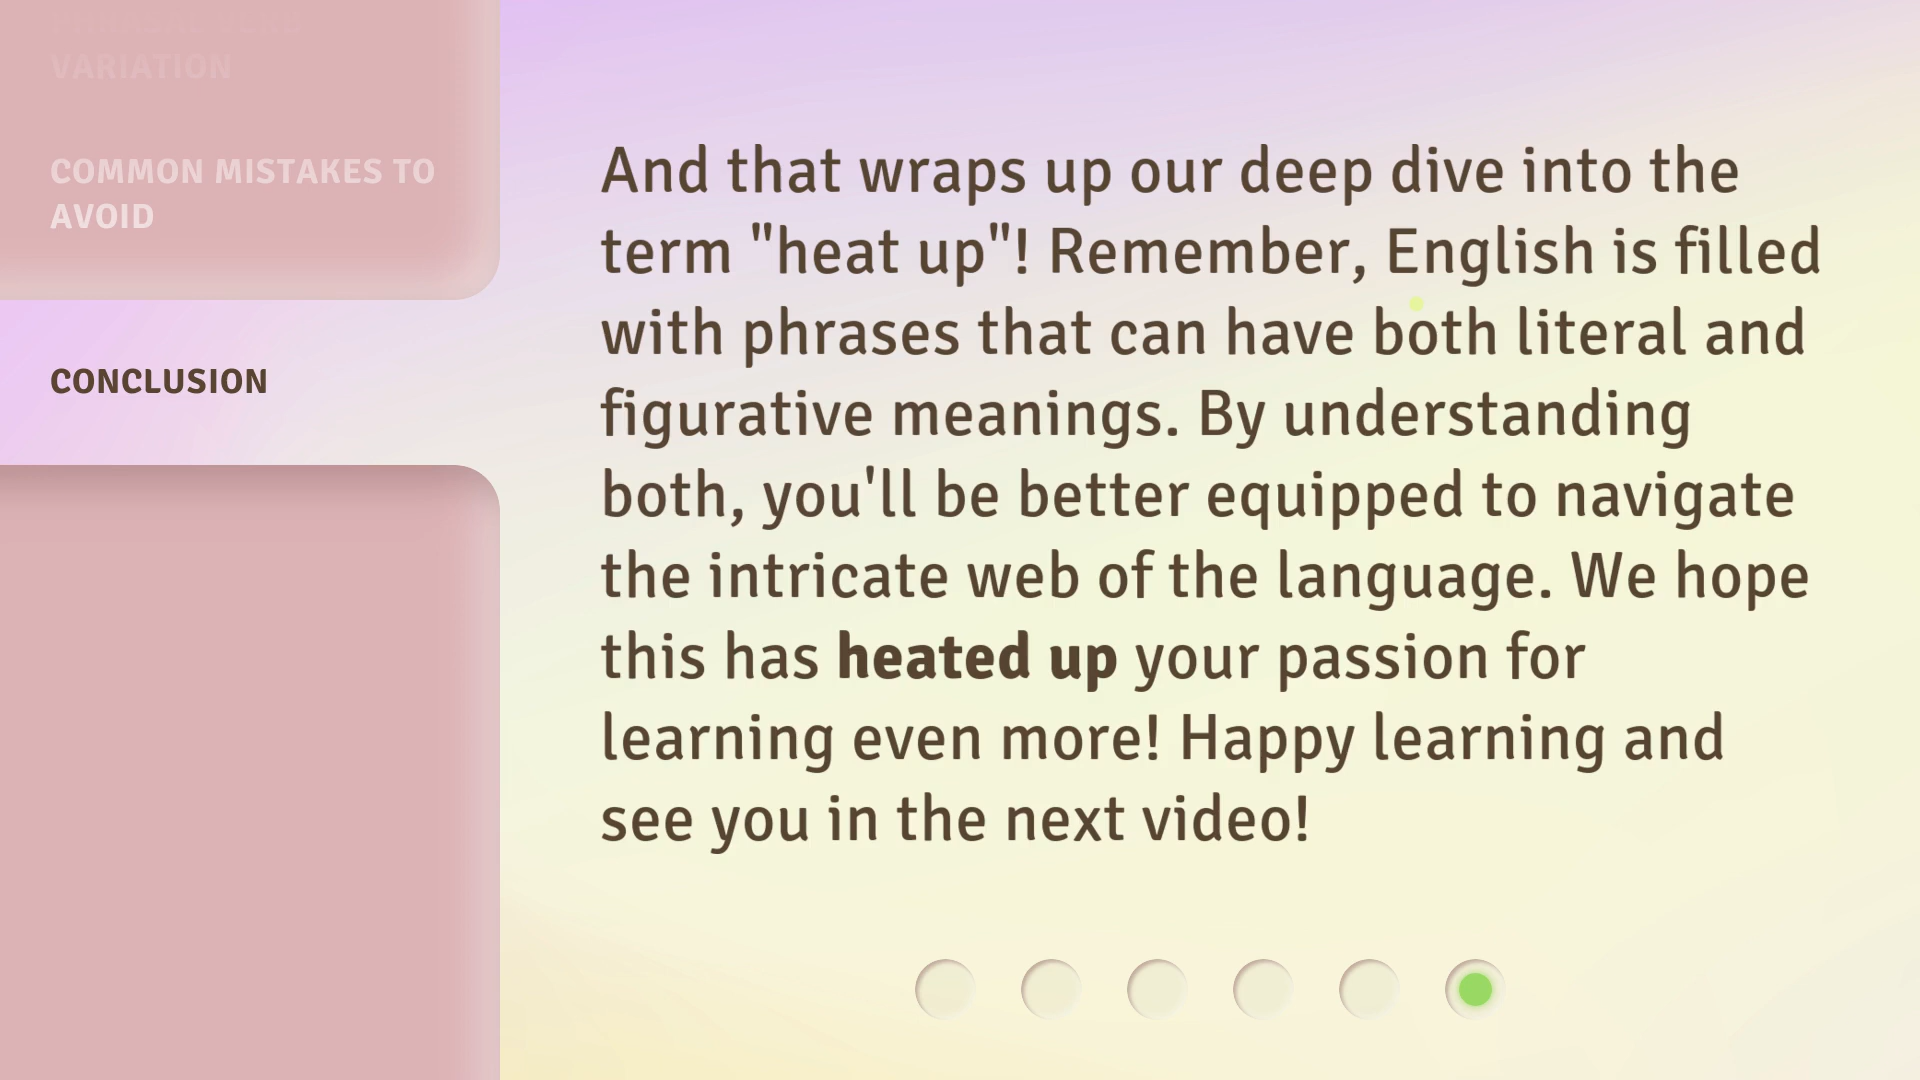 VARIATION
COMMON MISTAKES TO
AVOID
CONCLUSION
And that wraps up our deep dive into the
term "heat up"! Remember, English is filled
with phrases that can have both literal and
figurative meanings. By understanding
both, you'll be better equipped to navigate
the intricate web of the language. We hope
this has heated up your passion for
learning even more! Happy learning and
see you in the next video!